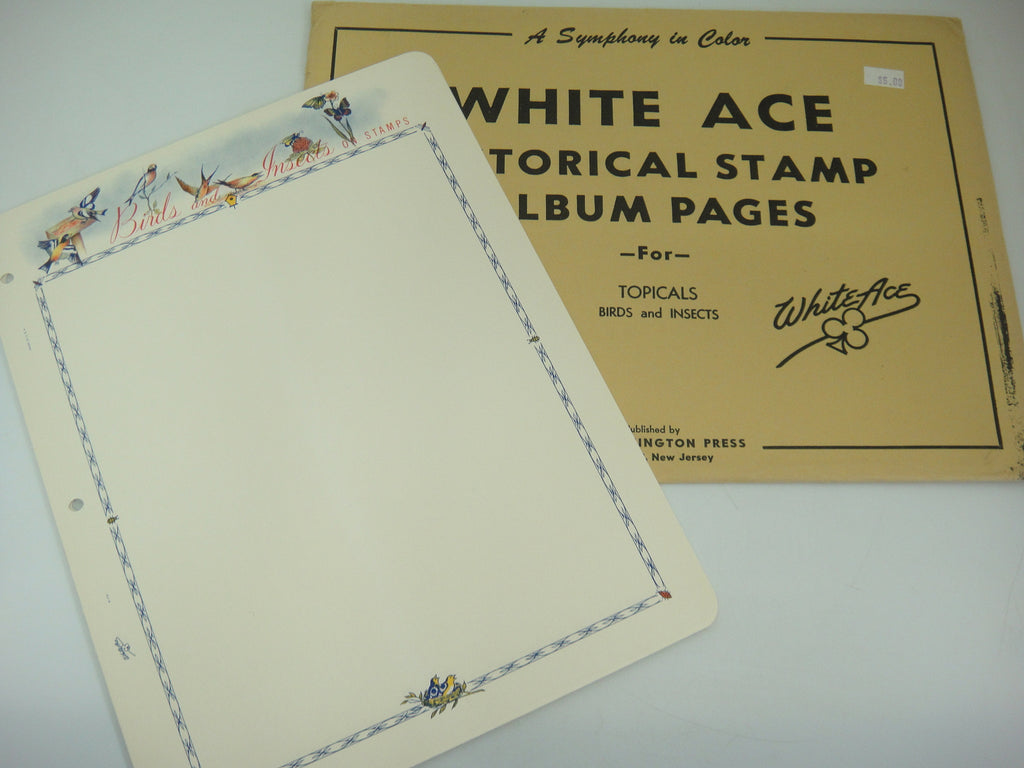 A Symphony in Color
$5.00
WHITE ACE
TORICAL STAMP
LBUM PAGES
-For-
TOPICALS
BIRDS and INSECTS
White Ace
ublished by
INGTON PRESS
. New Jersey
Birds and Insects on STAMPS